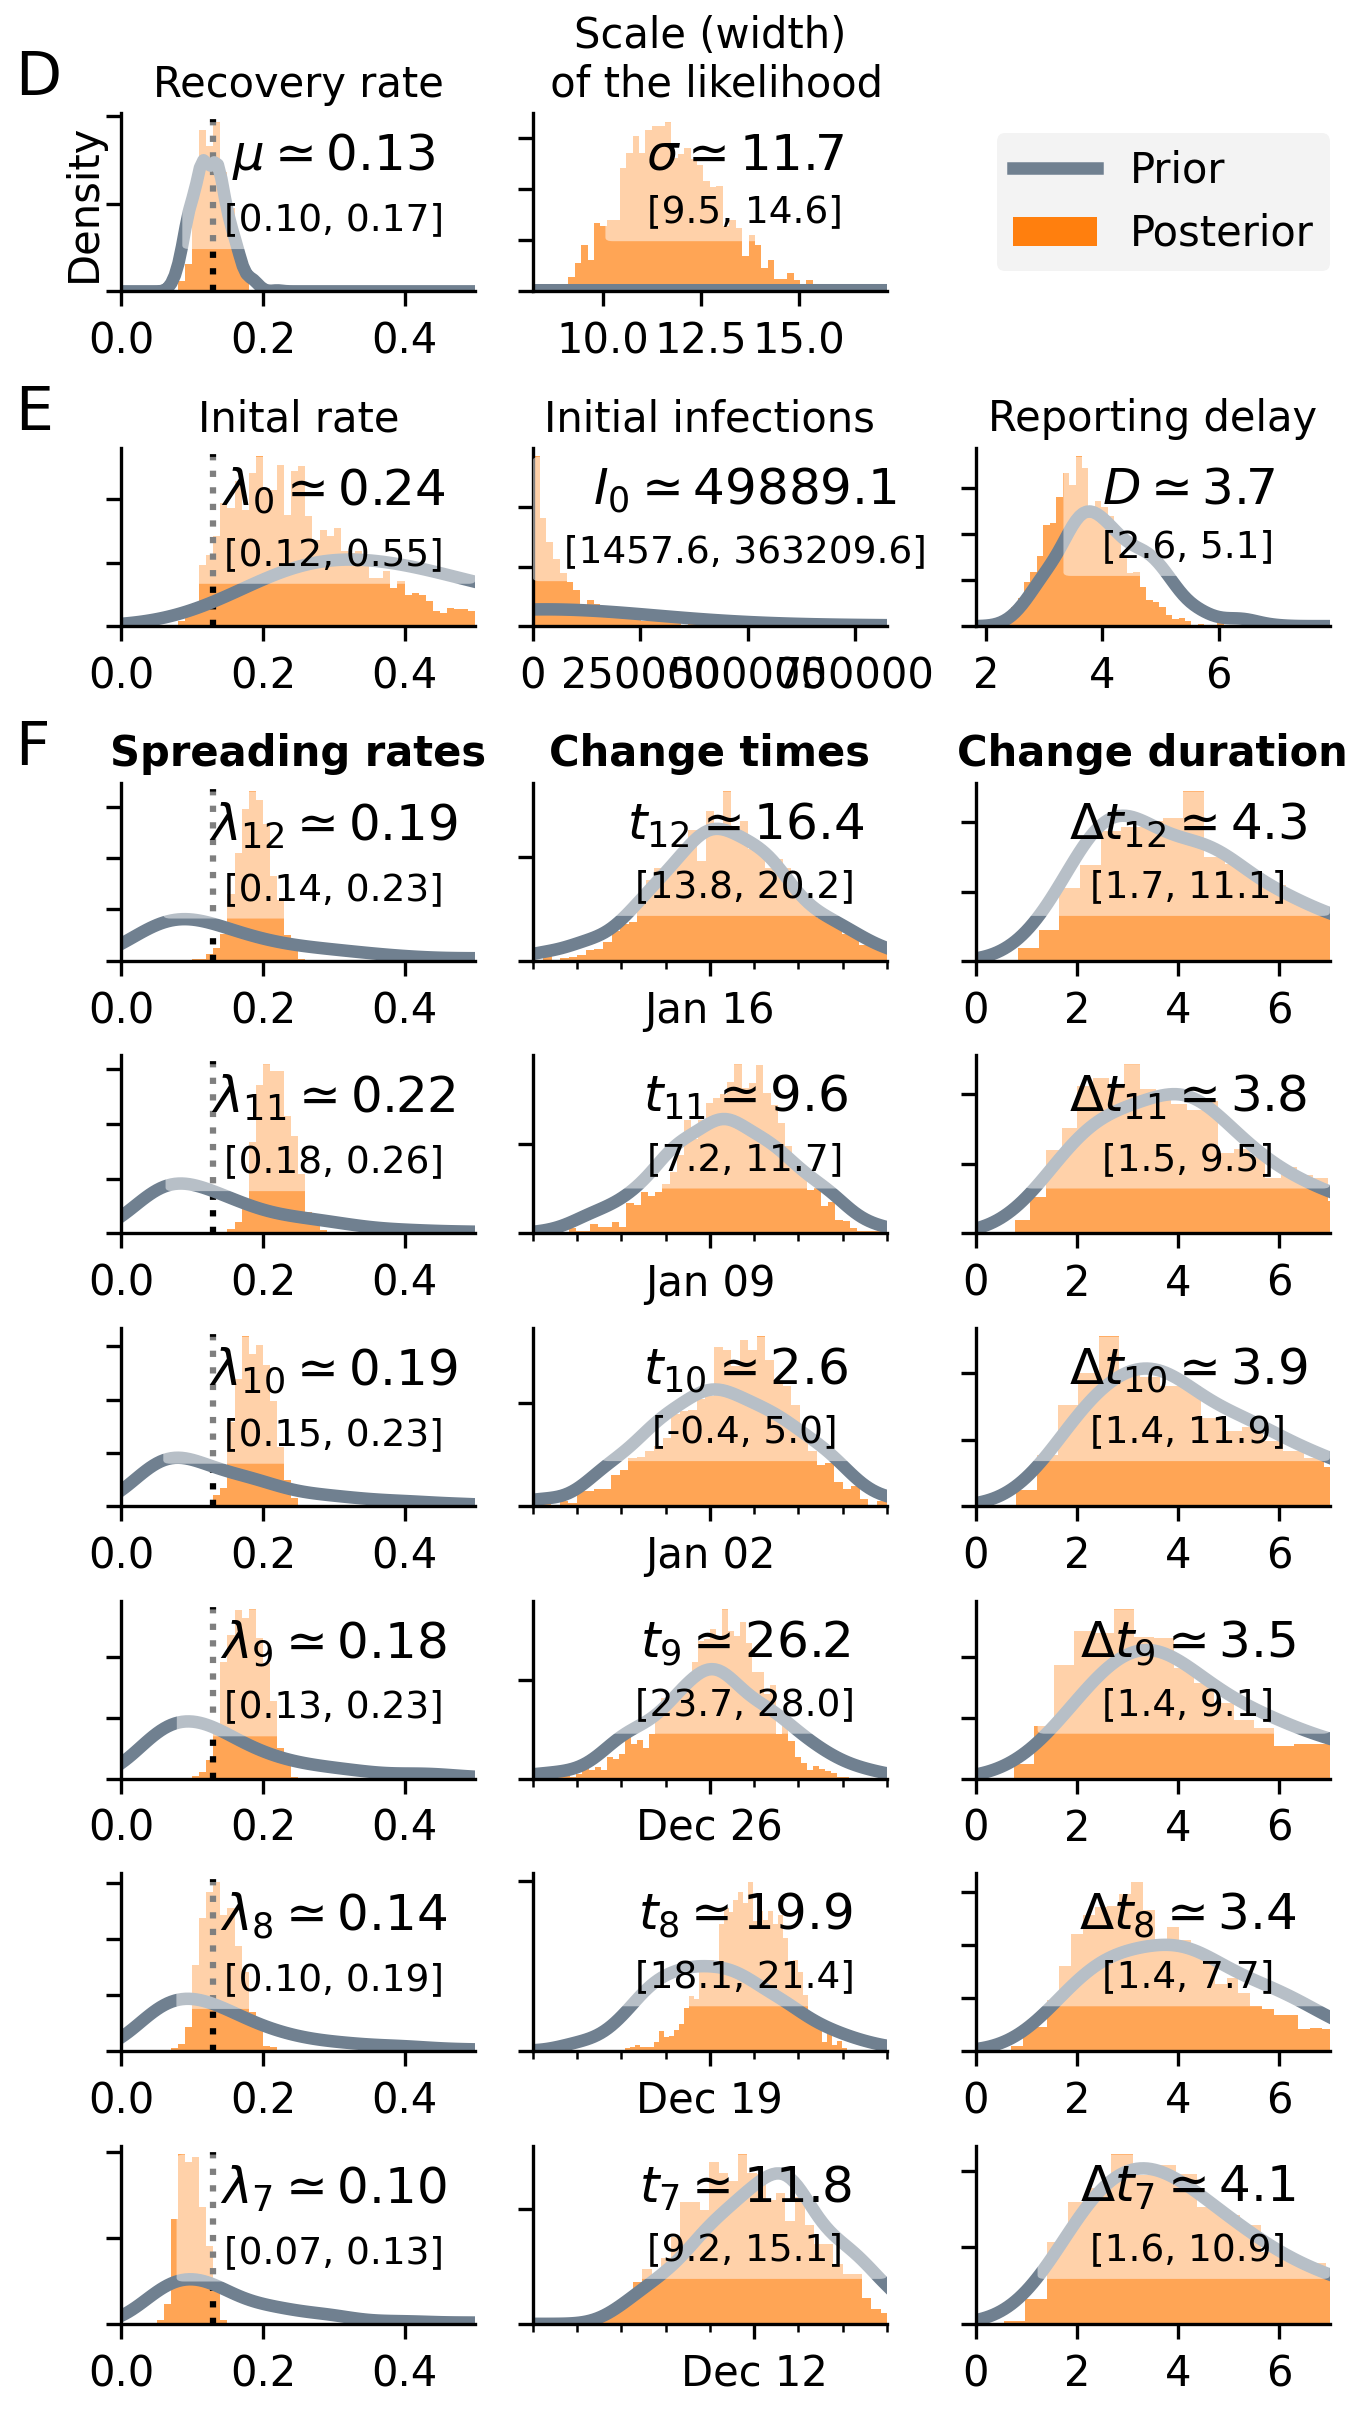 D
Recovery rate
Scale (width)
of the likelihood
Density
μ ≃ 0.13
[0.10, 0.17]
σ ≃ 11.7
[9.5, 14.6]
Prior
Posterior
0.0 0.2 0.4
10.0 12.5 15.0
E
Inital rate
Initial infections
Reporting delay
λ0 ≃ 0.24
[0.12, 0.55]
I0 ≃ 49889.1
[1457.6, 363209.6]
D ≃ 3.7
[2.6, 5.1]
0.0 0.2 0.4
0 250000 500000 750000
2 4 6
F
Spreading rates
Change times
Change duration
λ12 ≃ 0.19
[0.14, 0.23]
t12 ≃ 16.4
[13.8, 20.2]
Δt12 ≃ 4.3
[1.7, 11.1]
0.0 0.2 0.4
Jan 16
0 2 4 6
λ11 ≃ 0.22
[0.18, 0.26]
t11 ≃ 9.6
[7.2, 11.7]
Δt11 ≃ 3.8
[1.5, 9.5]
0.0 0.2 0.4
Jan 09
0 2 4 6
λ10 ≃ 0.19
[0.15, 0.23]
t10 ≃ 2.6
[-0.4, 5.0]
Δt10 ≃ 3.9
[1.4, 11.9]
0.0 0.2 0.4
Jan 02
0 2 4 6
λ9 ≃ 0.18
[0.13, 0.23]
t9 ≃ 26.2
[23.7, 28.0]
Δt9 ≃ 3.5
[1.4, 9.1]
0.0 0.2 0.4
Dec 26
0 2 4 6
λ8 ≃ 0.14
[0.10, 0.19]
t8 ≃ 19.9
[18.1, 21.4]
Δt8 ≃ 3.4
[1.4, 7.7]
0.0 0.2 0.4
Dec 19
0 2 4 6
λ7 ≃ 0.10
[0.07, 0.13]
t7 ≃ 11.8
[9.2, 15.1]
Δt7 ≃ 4.1
[1.6, 10.9]
0.0 0.2 0.4
Dec 12
0 2 4 6